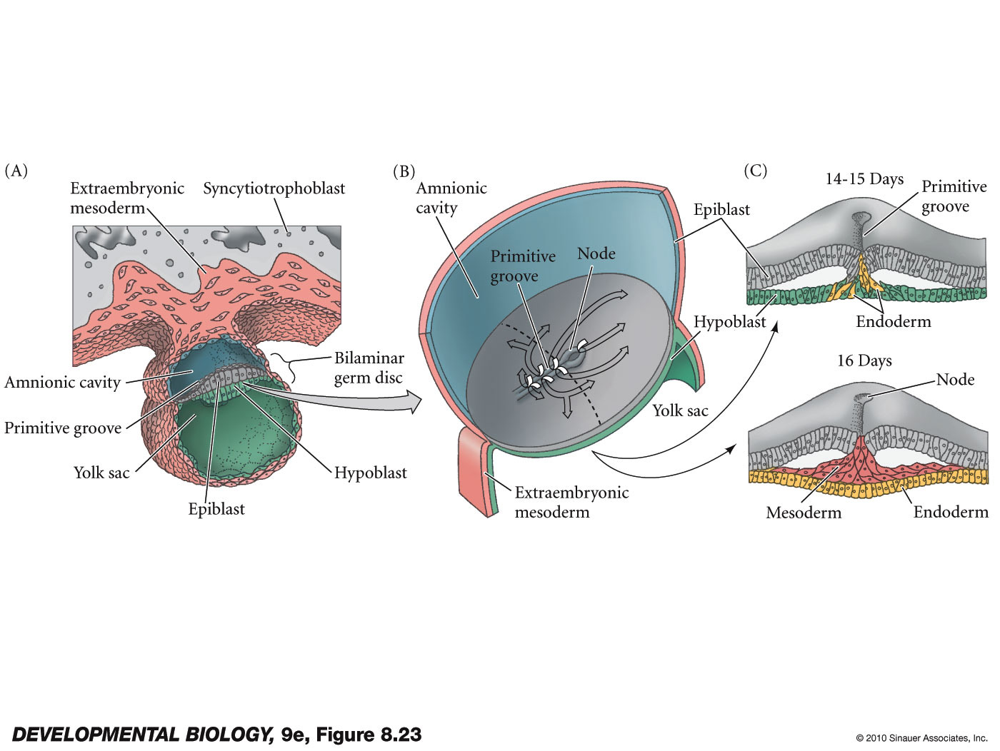 (A)
Extraembryonic
mesoderm
Syncytiotrophoblast
Amnionic cavity
Bilaminar
germ disc
Primitive groove
Yolk sac
Hypoblast
Epiblast
(B)
Amnionic
cavity
Primitive
groove
Node
Epiblast
Hypoblast
Yolk sac
Extraembryonic
mesoderm
(C)
14-15 Days
Primitive
groove
Endoderm
16 Days
Node
Mesoderm
Endoderm
DEVELOPMENTAL BIOLOGY, 9e, Figure 8.23
© 2010 Sinauer Associates, Inc.